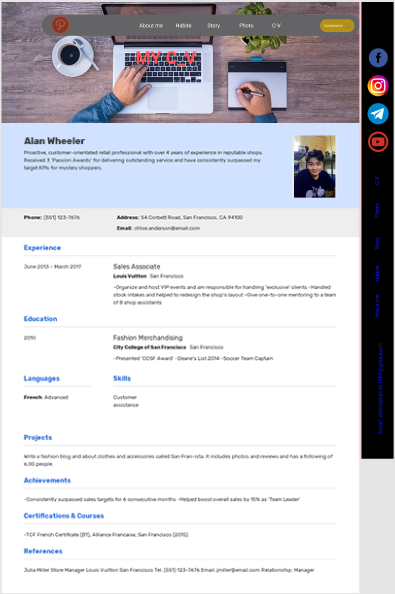 About me Habite Story Photo C-V
MY C_V
Alan Wheeler
Proactive, customer-orientated retail professional with over 4 years of experience in reputable shops.
Received 3 'Passion Awards' for delivering outstanding service and have consistently surpassed my
target 97% for mystery shoppers.
Phone: (551) 123-7676
Address: 54 Corbett Road, San Francisco, CA 94100
Email: chloe.anderson@email.com
Experience
June 2013 - March 2017
Sales Associate
Louis Vuitton San Francisco
-Organize and host VIP events and am responsible for handling 'exclusive' clients -Handled
stock intakes and helped to redesign the shop's layout -Give one-to-one mentoring to a team
of 8 shop assistants
Education
2010
Fashion Merchandising
City College of San Francisco San Francisco
-Presented 'CCSF Award' -Deane's List 2014 -Soccer Team Captain
Languages
Skills
French Advanced
Customer
assistance
Projects
Write a fashion blog and about clothes and accessories called San Fran-ista. It includes photos and reviews and has a following of
6,00 people.
Achievements
-Consistently surpassed sales targets for 6 consecutive months -Helped boost overall sales by 15% as 'Team Leader'
Certifications & Courses
-TCF French Certificate (B1), Alliance Francaise, San Francisco (2015)
References
Julia Miller Store Manager Louis Vuitton San Francisco Tel: (551) 123-7676 Email: jmiller@email.com Relationship: Manager
C-V
Photo
Story
Habite
About me